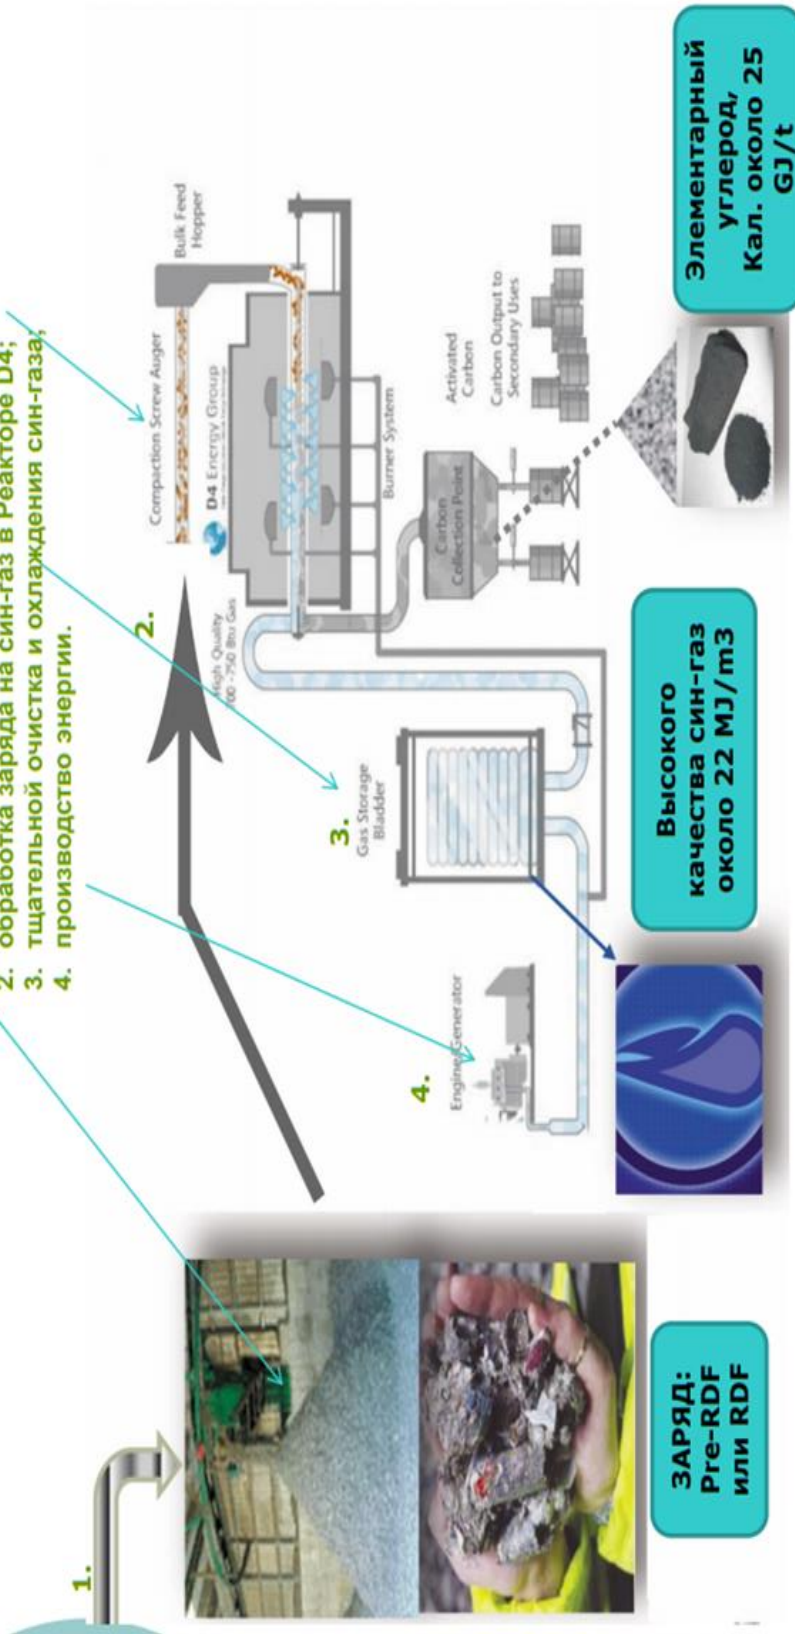 2. обработка заряда на син-газ в Реакторе D4;
3. тщательной очистка и охлаждения син-газа;
4. производство энергии.
1.
2.
Compaction Screw Auger
Bulk Feed
Hopper
D4 Energy Group
High Quality
Btu Gas
Burner System
Activated
Carbon
Carbon Output to
Secondary Uses
Carbon
Collection Point
3.
Gas Storage
Bladder
4.
Engine/Generator
ЗАРЯД:
Pre-RDF
или RDF
Высокого
качества син-газ
около 22 MJ/m3
Элементарный
углерод,
Кал. около 25
GJ/t